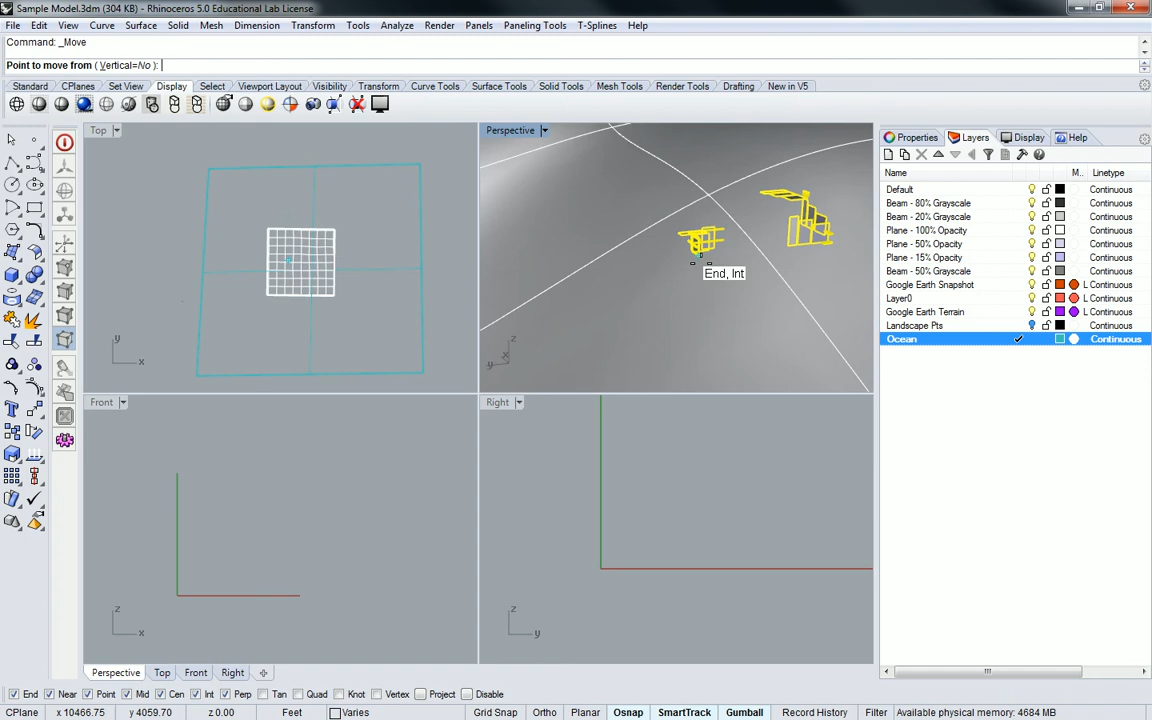 Sample Model.3dm (304 KB) - Rhinoceros 5.0 Educational Lab License
File Edit View Curve Surface Solid Mesh Dimension Transform Tools Analyze Render Panels Paneling Tools T-Splines Help
Command: _Move
Point to move from ( Vertical=No ):
Standard CPlanes Set View Display Select Viewport Layout Visibility Transform Curve Tools Surface Tools Solid Tools Mesh Tools Render Tools Drafting New in V5
Top
Perspective
Properties Layers Display Help
Name M.. Linetype
Default Continuous
Beam - 80% Grayscale Continuous
Beam - 20% Grayscale Continuous
Plane - 100% Opacity Continuous
Plane - 50% Opacity Continuous
Plane - 15% Opacity Continuous
Beam - 50% Grayscale Continuous
Google Earth Snapshot L Continuous
Layer0 L Continuous
Google Earth Terrain L Continuous
Landscape Pts Continuous
Ocean Continuous
End, Int
y
x
z
x
y
Front
Right
z
x
z
y
Perspective Top Front Right
End Near Point Mid Cen Int Perp Tan Quad Knot Vertex Project Disable
CPlane x 10466.75 y 4059.70 z 0.00 Feet Varies Grid Snap Ortho Planar Osnap SmartTrack Gumball Record History Filter Available physical memory: 4684 MB